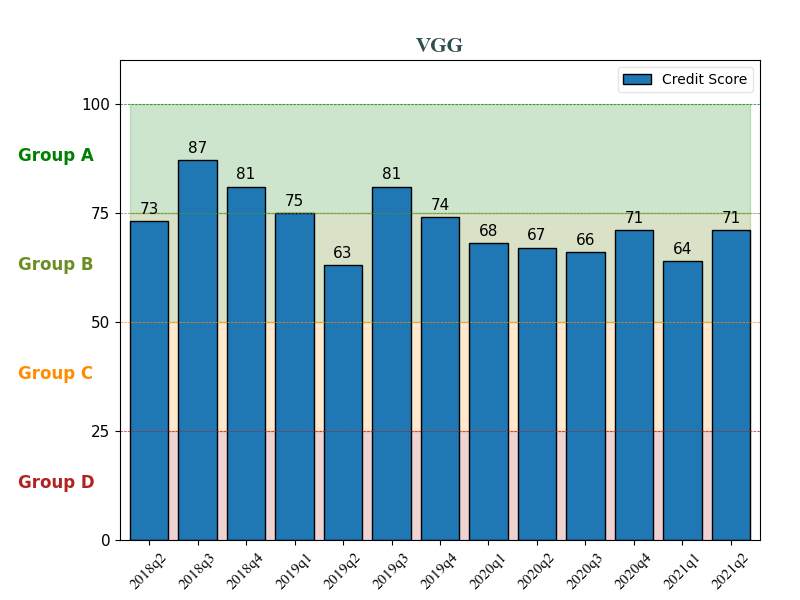 VGG
Credit Score
100
75
50
25
0
Group A
Group B
Group C
Group D
73
87
81
75
63
81
74
68
67
66
71
64
71
2018q2
2018q3
2018q4
2019q1
2019q2
2019q3
2019q4
2020q1
2020q2
2020q3
2020q4
2021q1
2021q2